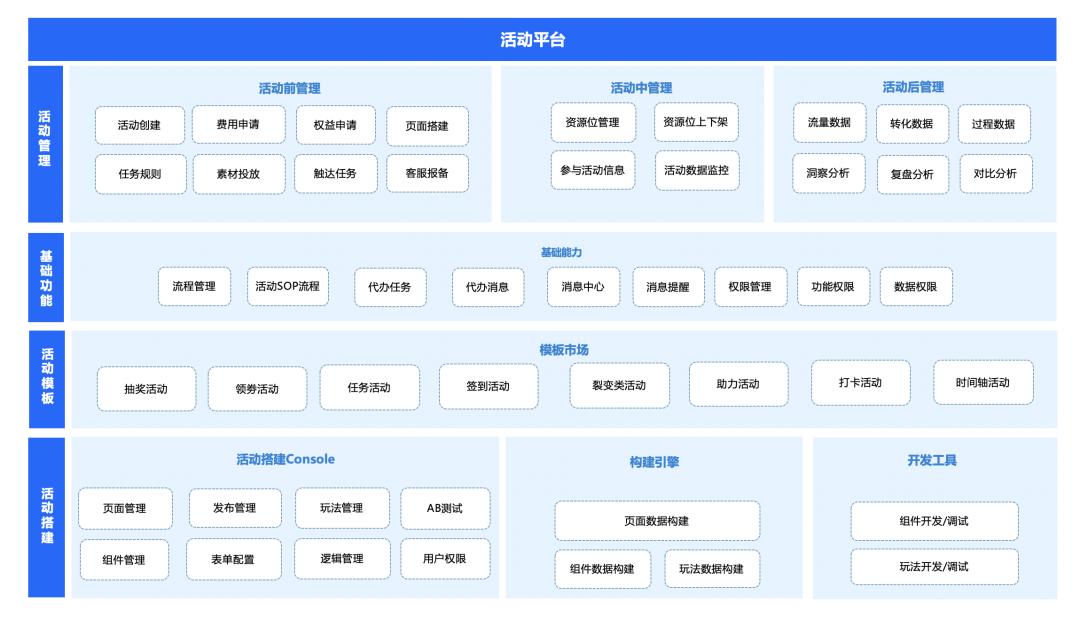 活动平台
活动管理
活动前管理
活动创建
费用申请
权益申请
页面搭建
任务规则
素材投放
触达任务
客服报备
活动中管理
资源位管理
资源位上下架
参与活动信息
活动数据监控
活动后管理
流量数据
转化数据
过程数据
洞察分析
复盘分析
对比分析
基础功能
基础能力
流程管理
活动SOP流程
代办任务
代办消息
消息中心
消息提醒
权限管理
功能权限
数据权限
活动模板
模板市场
抽奖活动
领券活动
任务活动
签到活动
裂变类活动
助力活动
打卡活动
时间轴活动
活动搭建
活动搭建Console
页面管理
发布管理
玩法管理
AB测试
组件管理
表单配置
逻辑管理
用户权限
构建引擎
页面数据构建
组件数据构建
玩法数据构建
开发工具
组件开发/调试
玩法开发/调试